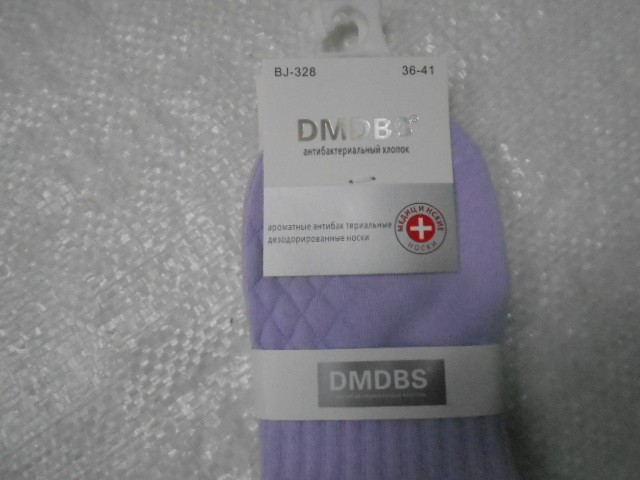 BJ-328 36-41
DMDBS
антибактериальный хлопок
ароматные антибак териальные
дезодорированные носки
МЕДИЦИНСКИЕ
НОСКИ
DMDBS